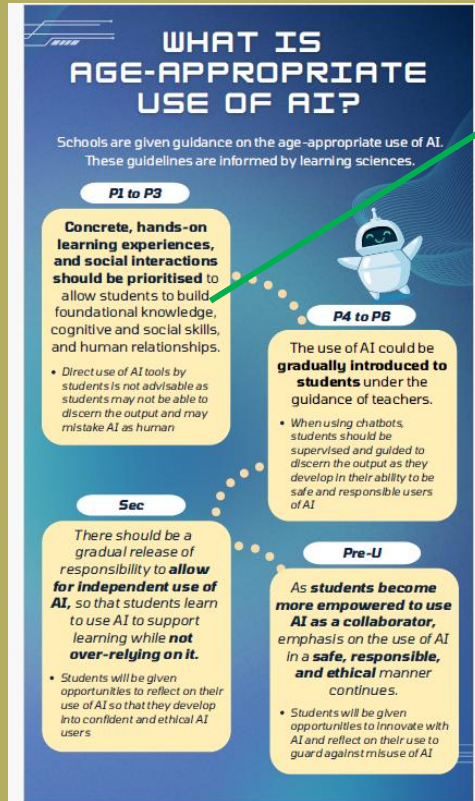 WHAT IS
AGE-APPROPRIATE
USE OF AI?
Schools are given guidance on the age-appropriate use of AI.
These guidelines are informed by learning sciences.
P1 to P3
Concrete, hands-on
learning experiences,
and social interactions
should be prioritised to
allow students to build
foundational knowledge,
cognitive and social skills,
and human relationships.
• Direct use of AI tools by
students is not advisable as
students may not be able to
discern the output and may
mistake AI as human
P4 to P6
The use of AI could be
gradually introduced to
students under the
guidance of teachers.
• When using chatbots,
students should be
supervised and guided to
discern the output as they
develop in their ability to be
safe and responsible users
of AI
Sec
There should be a
gradual release of
responsibility to allow
for independent use of
AI, so that students learn
to use AI to support
learning while not
over-relying on it.
• Students will be given
opportunities to reflect on their
use of AI so that they develop
into confident and ethical AI
users
Pre-U
As students become
more empowered to use
AI as a collaborator,
emphasis on the use of AI
in a safe, responsible,
and ethical manner
continues.
• Students will be given
opportunities to innovate with
AI and reflect on their use to
guard against misuse of AI